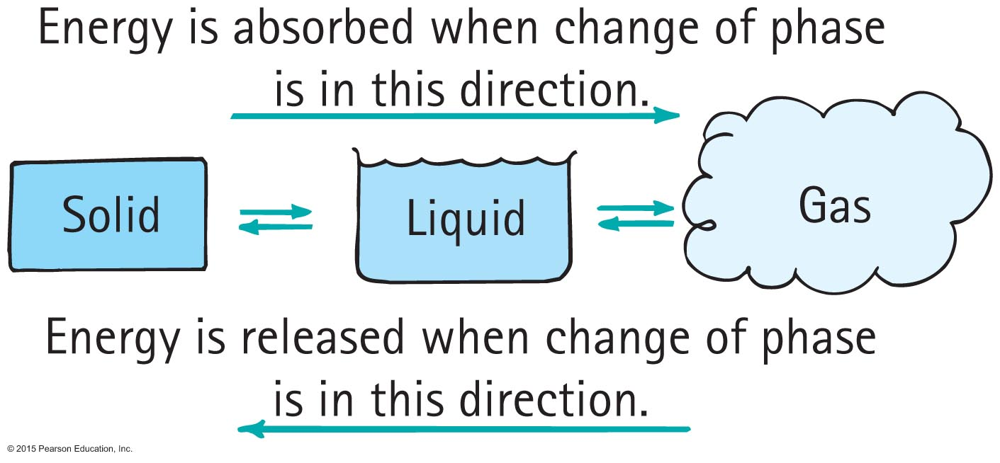 Energy is absorbed when change of phase
is in this direction.
Solid
Liquid
Gas
Energy is released when change of phase
is in this direction.
© 2015 Pearson Education, Inc.